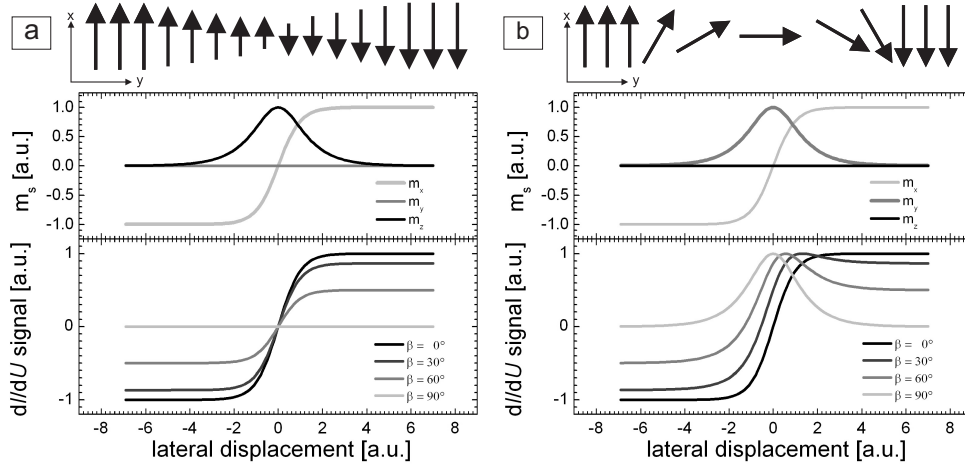 a
x
y
1.0
0.5
0.0
-0.5
-1.0
m_s [a.u.]
m_x
m_y
m_z
1
0
-1
dI/dU signal [a.u.]
β = 0°
β = 30°
β = 60°
β = 90°
-8 -6 -4 -2 0 2 4 6 8
lateral displacement [a.u.]
b
x
y
1.0
0.5
0.0
-0.5
-1.0
m_s [a.u.]
m_x
m_y
m_z
1
0
-1
dI/dU signal [a.u.]
β = 0°
β = 30°
β = 60°
β = 90°
-8 -6 -4 -2 0 2 4 6 8
lateral displacement [a.u.]